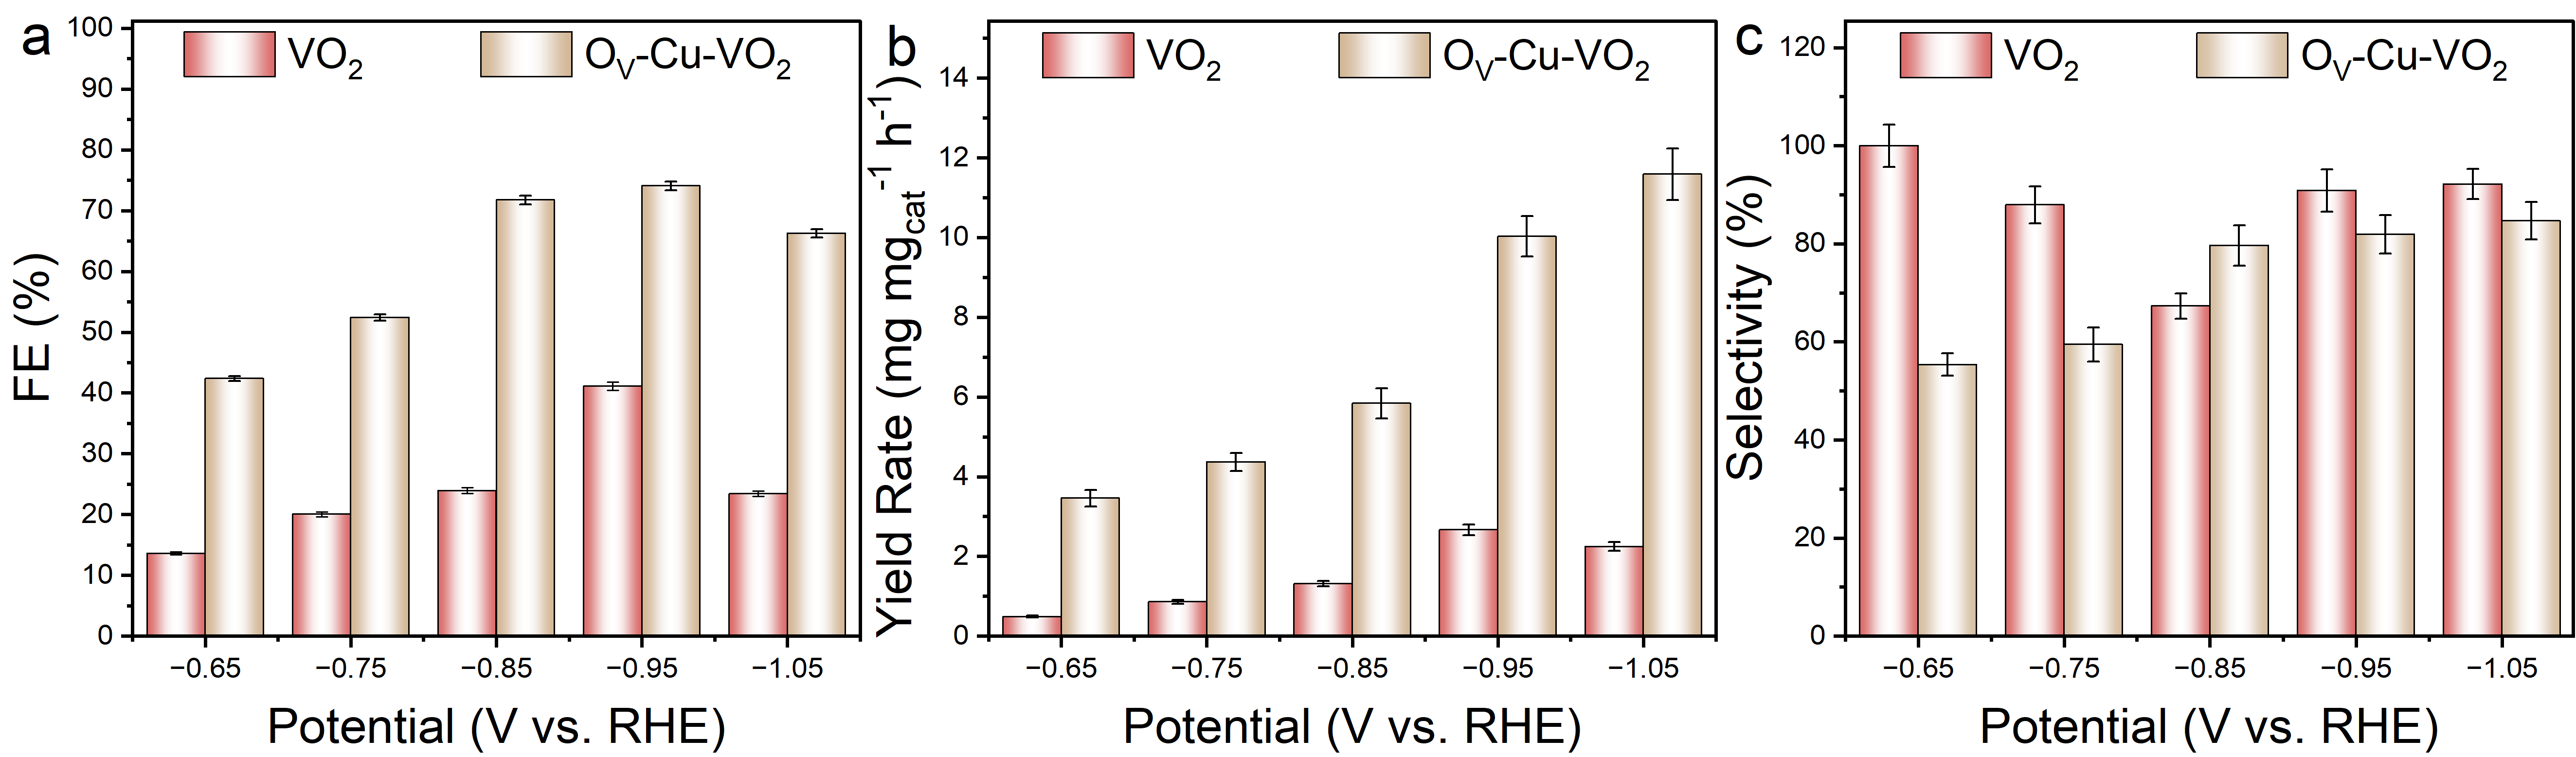 a
VO₂
O_V-Cu-VO₂
FE (%)
100
90
80
70
60
50
40
30
20
10
0
−0.65
−0.75
−0.85
−0.95
−1.05
Potential (V vs. RHE)
b
VO₂
O_V-Cu-VO₂
Yield Rate (mg mg_cat⁻¹ h⁻¹)
14
12
10
8
6
4
2
0
−0.65
−0.75
−0.85
−0.95
−1.05
Potential (V vs. RHE)
c
VO₂
O_V-Cu-VO₂
Selectivity (%)
120
100
80
60
40
20
0
−0.65
−0.75
−0.85
−0.95
−1.05
Potential (V vs. RHE)